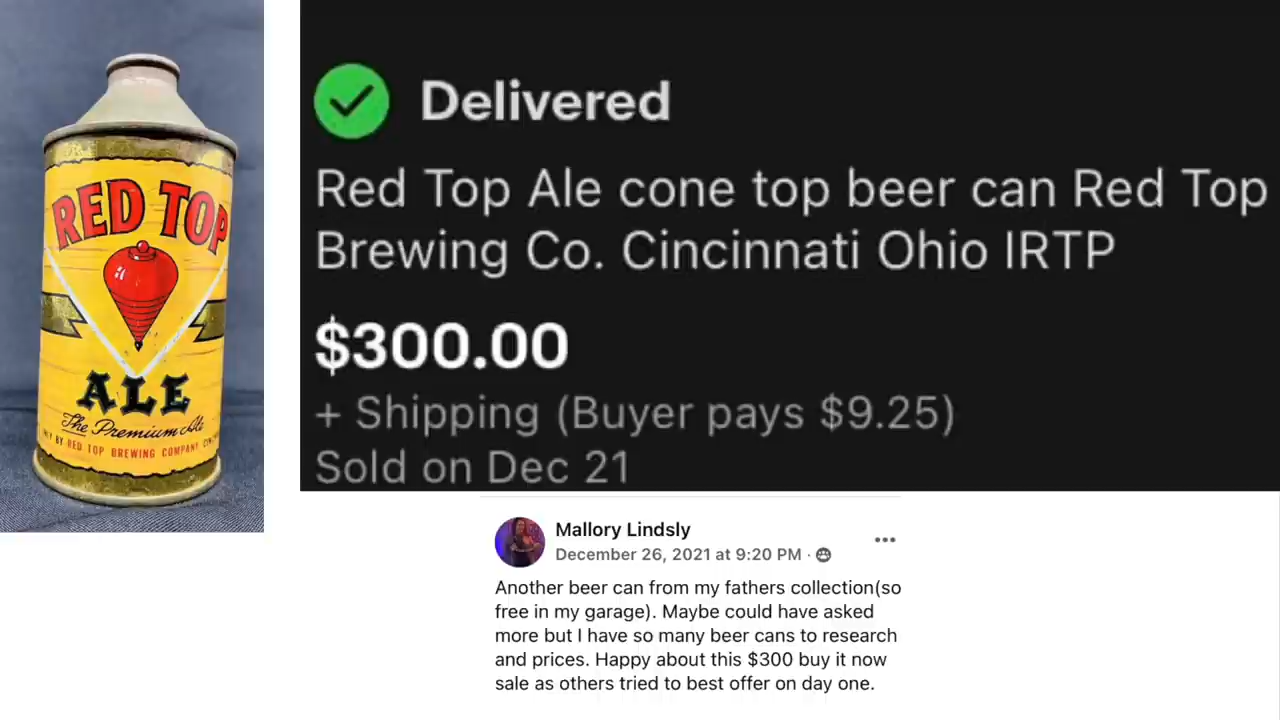 RED TOP
ALE
The Premium Ale
BY RED TOP BREWING COMPANY
Delivered
Red Top Ale cone top beer can Red Top
Brewing Co. Cincinnati Ohio IRTP
$300.00
+ Shipping (Buyer pays $9.25)
Sold on Dec 21
Mallory Lindsly
December 26, 2021 at 9:20 PM ·
Another beer can from my fathers collection(so
free in my garage). Maybe could have asked
more but I have so many beer cans to research
and prices. Happy about this $300 buy it now
sale as others tried to best offer on day one.